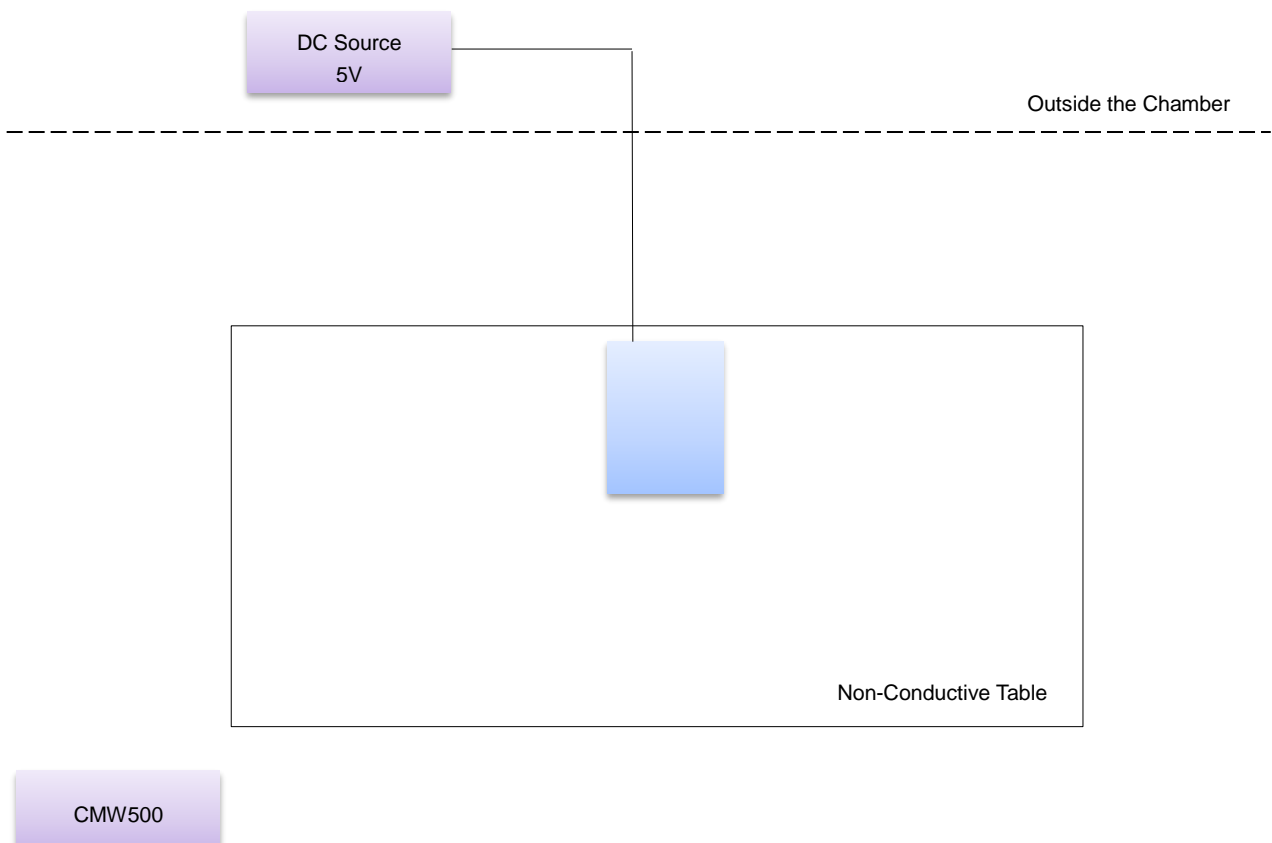 DC Source
5V
Outside the Chamber
Non-Conductive Table
CMW500